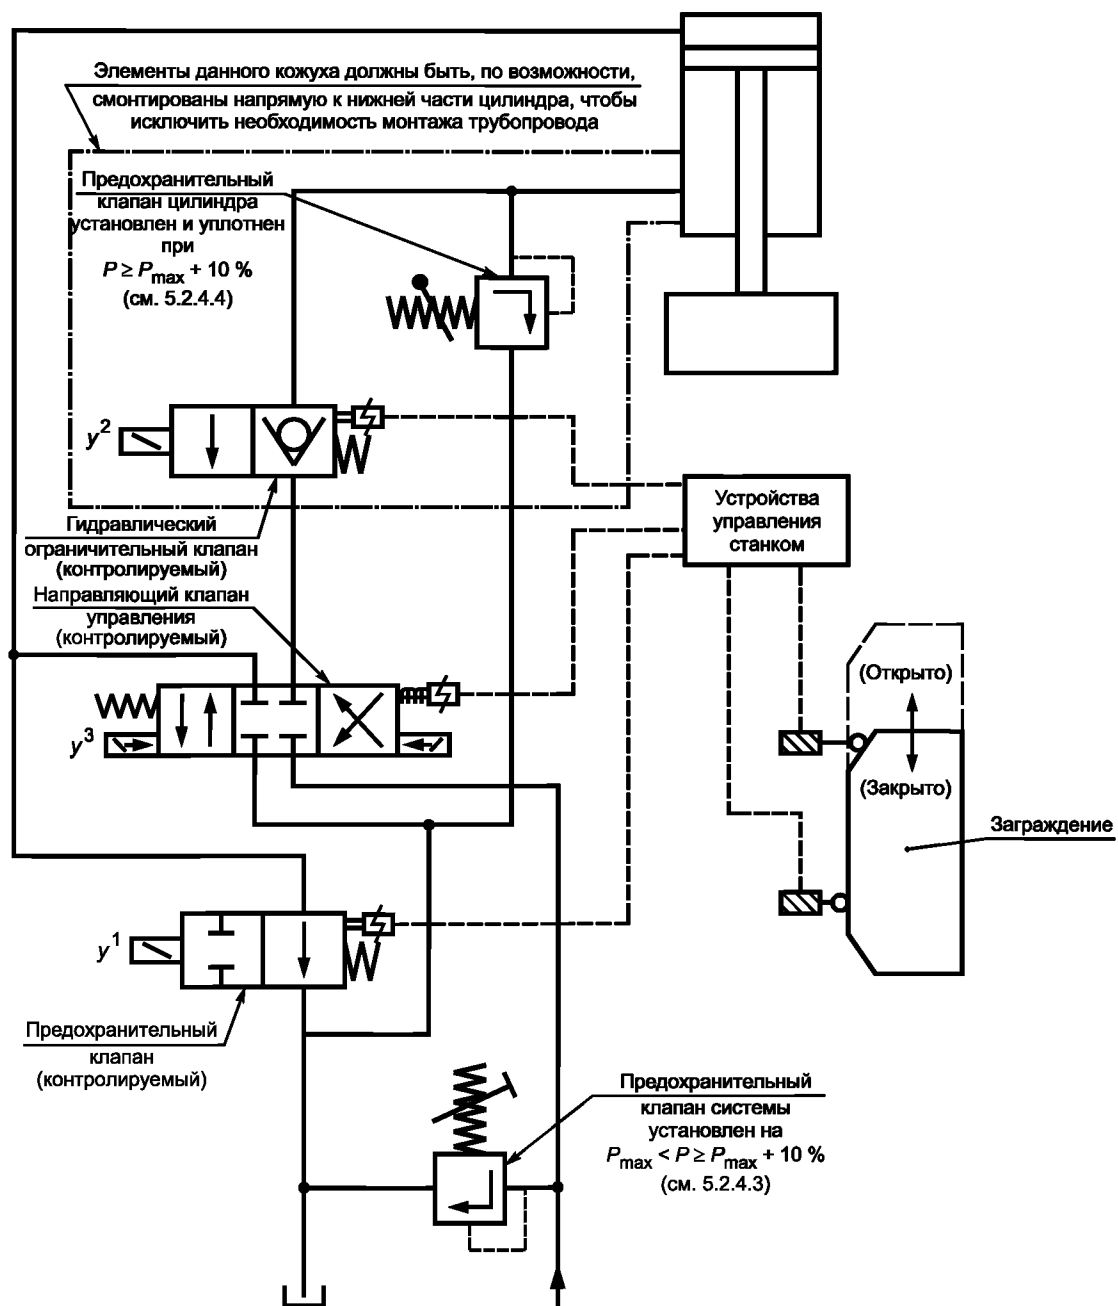 Элементы данного кожуха должны быть, по возможности,
смонтированы напрямую к нижней части цилиндра, чтобы
исключить необходимость монтажа трубопровода
Предохранительный
клапан цилиндра
установлен и уплотнен
при
P ≥ Pmax + 10 %
(см. 5.2.4.4)
y2
Гидравлический
ограничительный клапан
(контролируемый)
Направляющий клапан
управления
(контролируемый)
y3
Устройства
управления
станком
(Открыто)
(Закрыто)
Заграждение
y1
Предохранительный
клапан
(контролируемый)
Предохранительный
клапан системы
установлен на
Pmax < P ≥ Pmax + 10 %
(см. 5.2.4.3)